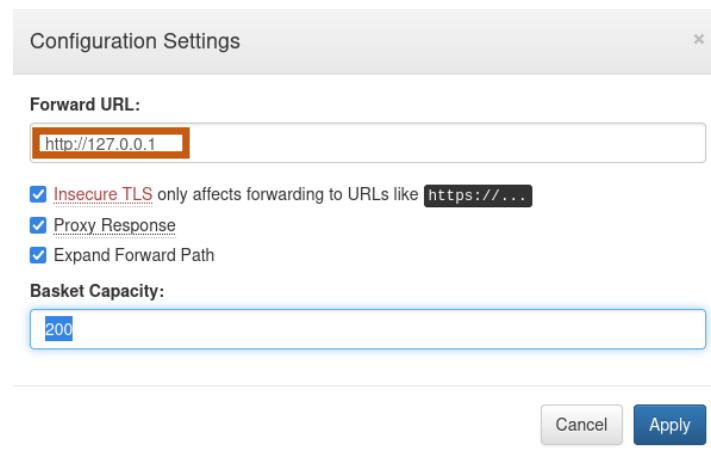 Configuration Settings ×
Forward URL:
http://127.0.0.1
Insecure TLS only affects forwarding to URLs like https://...
Proxy Response
Expand Forward Path
Basket Capacity:
200
Cancel Apply